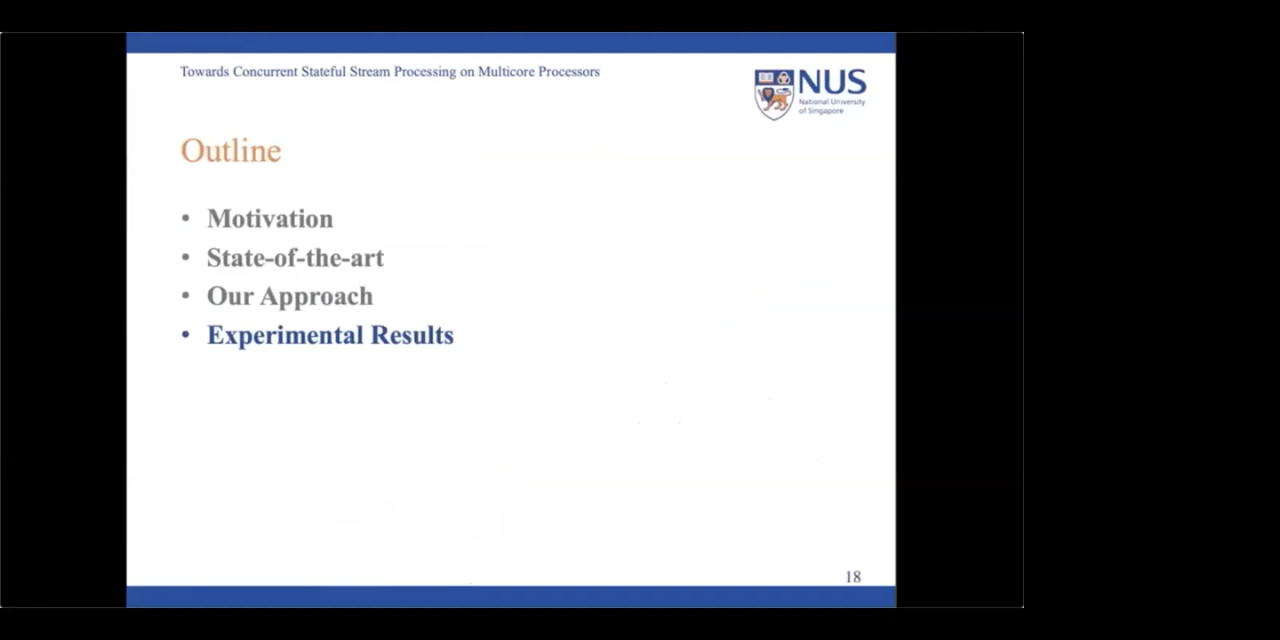 Towards Concurrent Stateful Stream Processing on Multicore Processors
NUS
National University
of Singapore
Outline
• Motivation
• State-of-the-art
• Our Approach
• Experimental Results
18